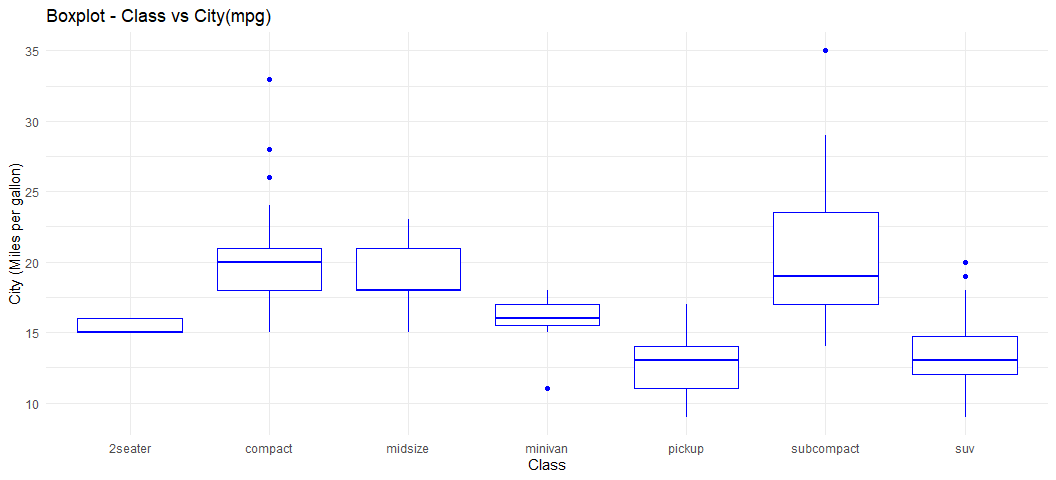 Boxplot - Class vs City(mpg)
City (Miles per gallon)
35
30
25
20
15
10
2seater compact midsize minivan pickup subcompact suv
Class